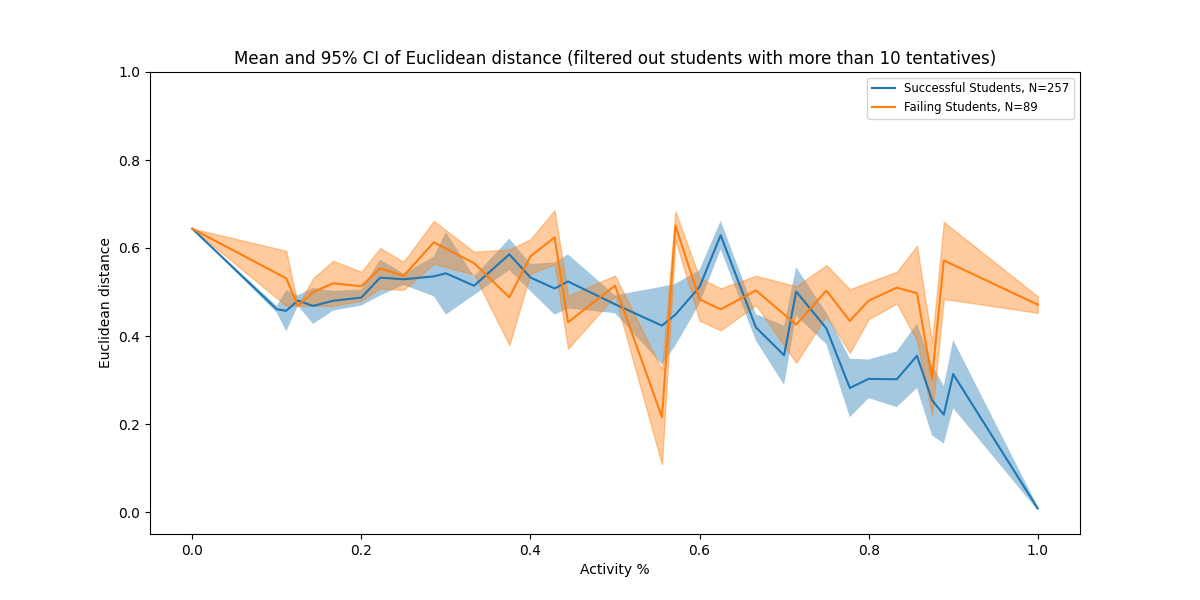 Mean and 95% CI of Euclidean distance (filtered out students with more than 10 tentatives)
Successful Students, N=257
Failing Students, N=89
Euclidean distance
1.0
0.8
0.6
0.4
0.2
0.0
0.0 0.2 0.4 0.6 0.8 1.0
Activity %